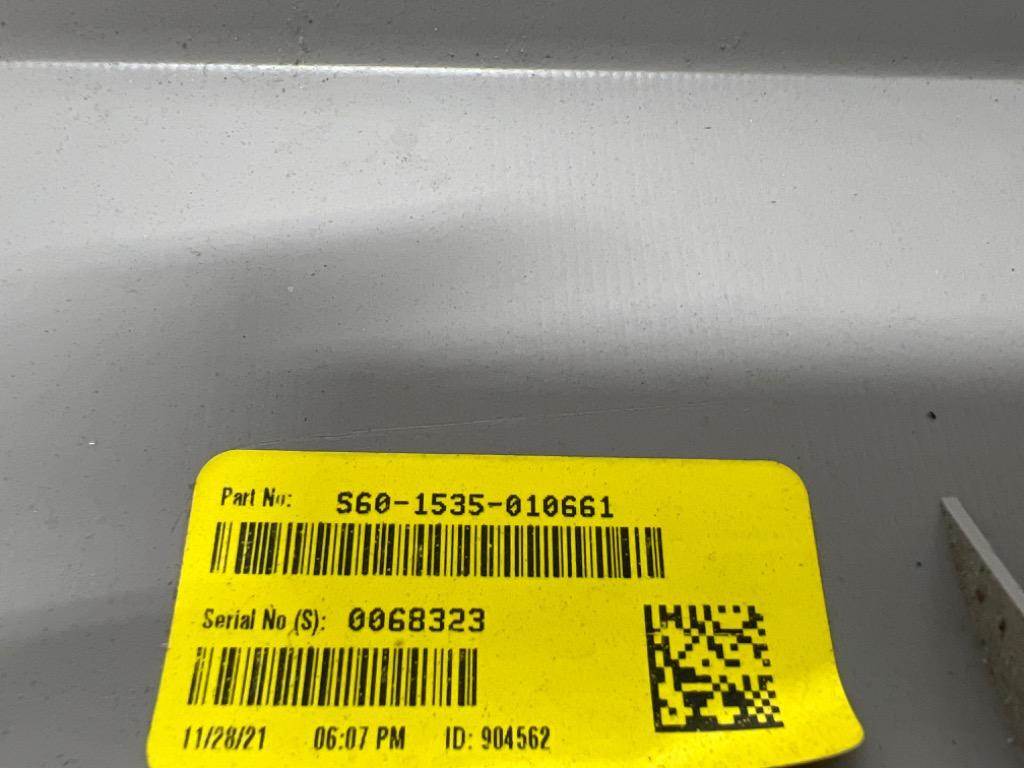 Part No: S60-1535-010661
Serial No (S): 0068323
11/28/21 06:07 PM ID: 904562